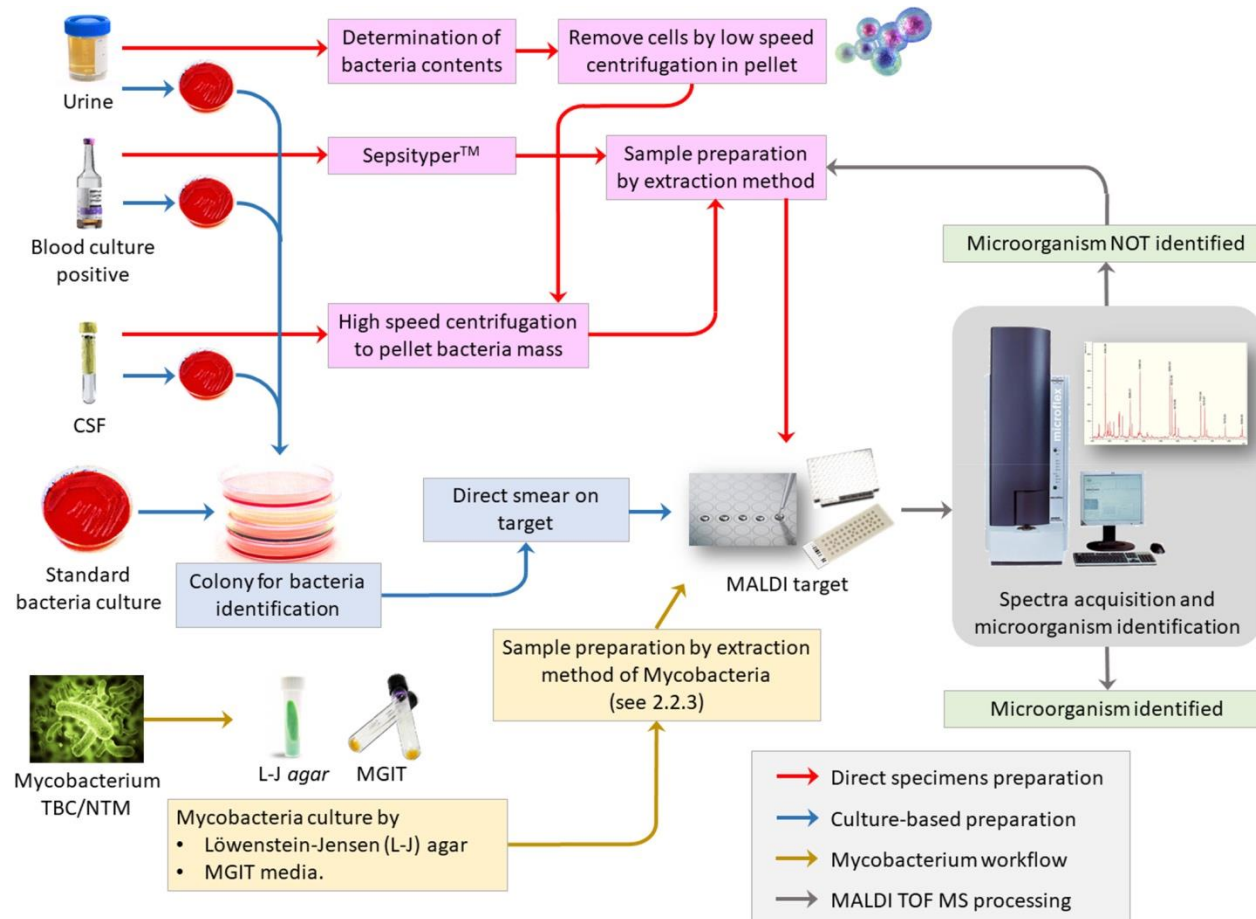 Urine
Determination of
bacteria contents
Remove cells by low speed
centrifugation in pellet
Blood culture
positive
Sepsityper™
Sample preparation
by extraction method
Microorganism NOT identified
CSF
High speed centrifugation
to pellet bacteria mass
microflex
Standard
bacteria culture
Colony for bacteria
identification
Direct smear on
target
MALDI target
Spectra acquisition and
microorganism identification
Sample preparation by extraction
method of Mycobacteria
(see 2.2.3)
Microorganism identified
Mycobacterium
TBC/NTM
L-J agar
MGIT
Mycobacteria culture by
• Löwenstein-Jensen (L-J) agar
• MGIT media.
Direct specimens preparation
Culture-based preparation
Mycobacterium workflow
MALDI TOF MS processing